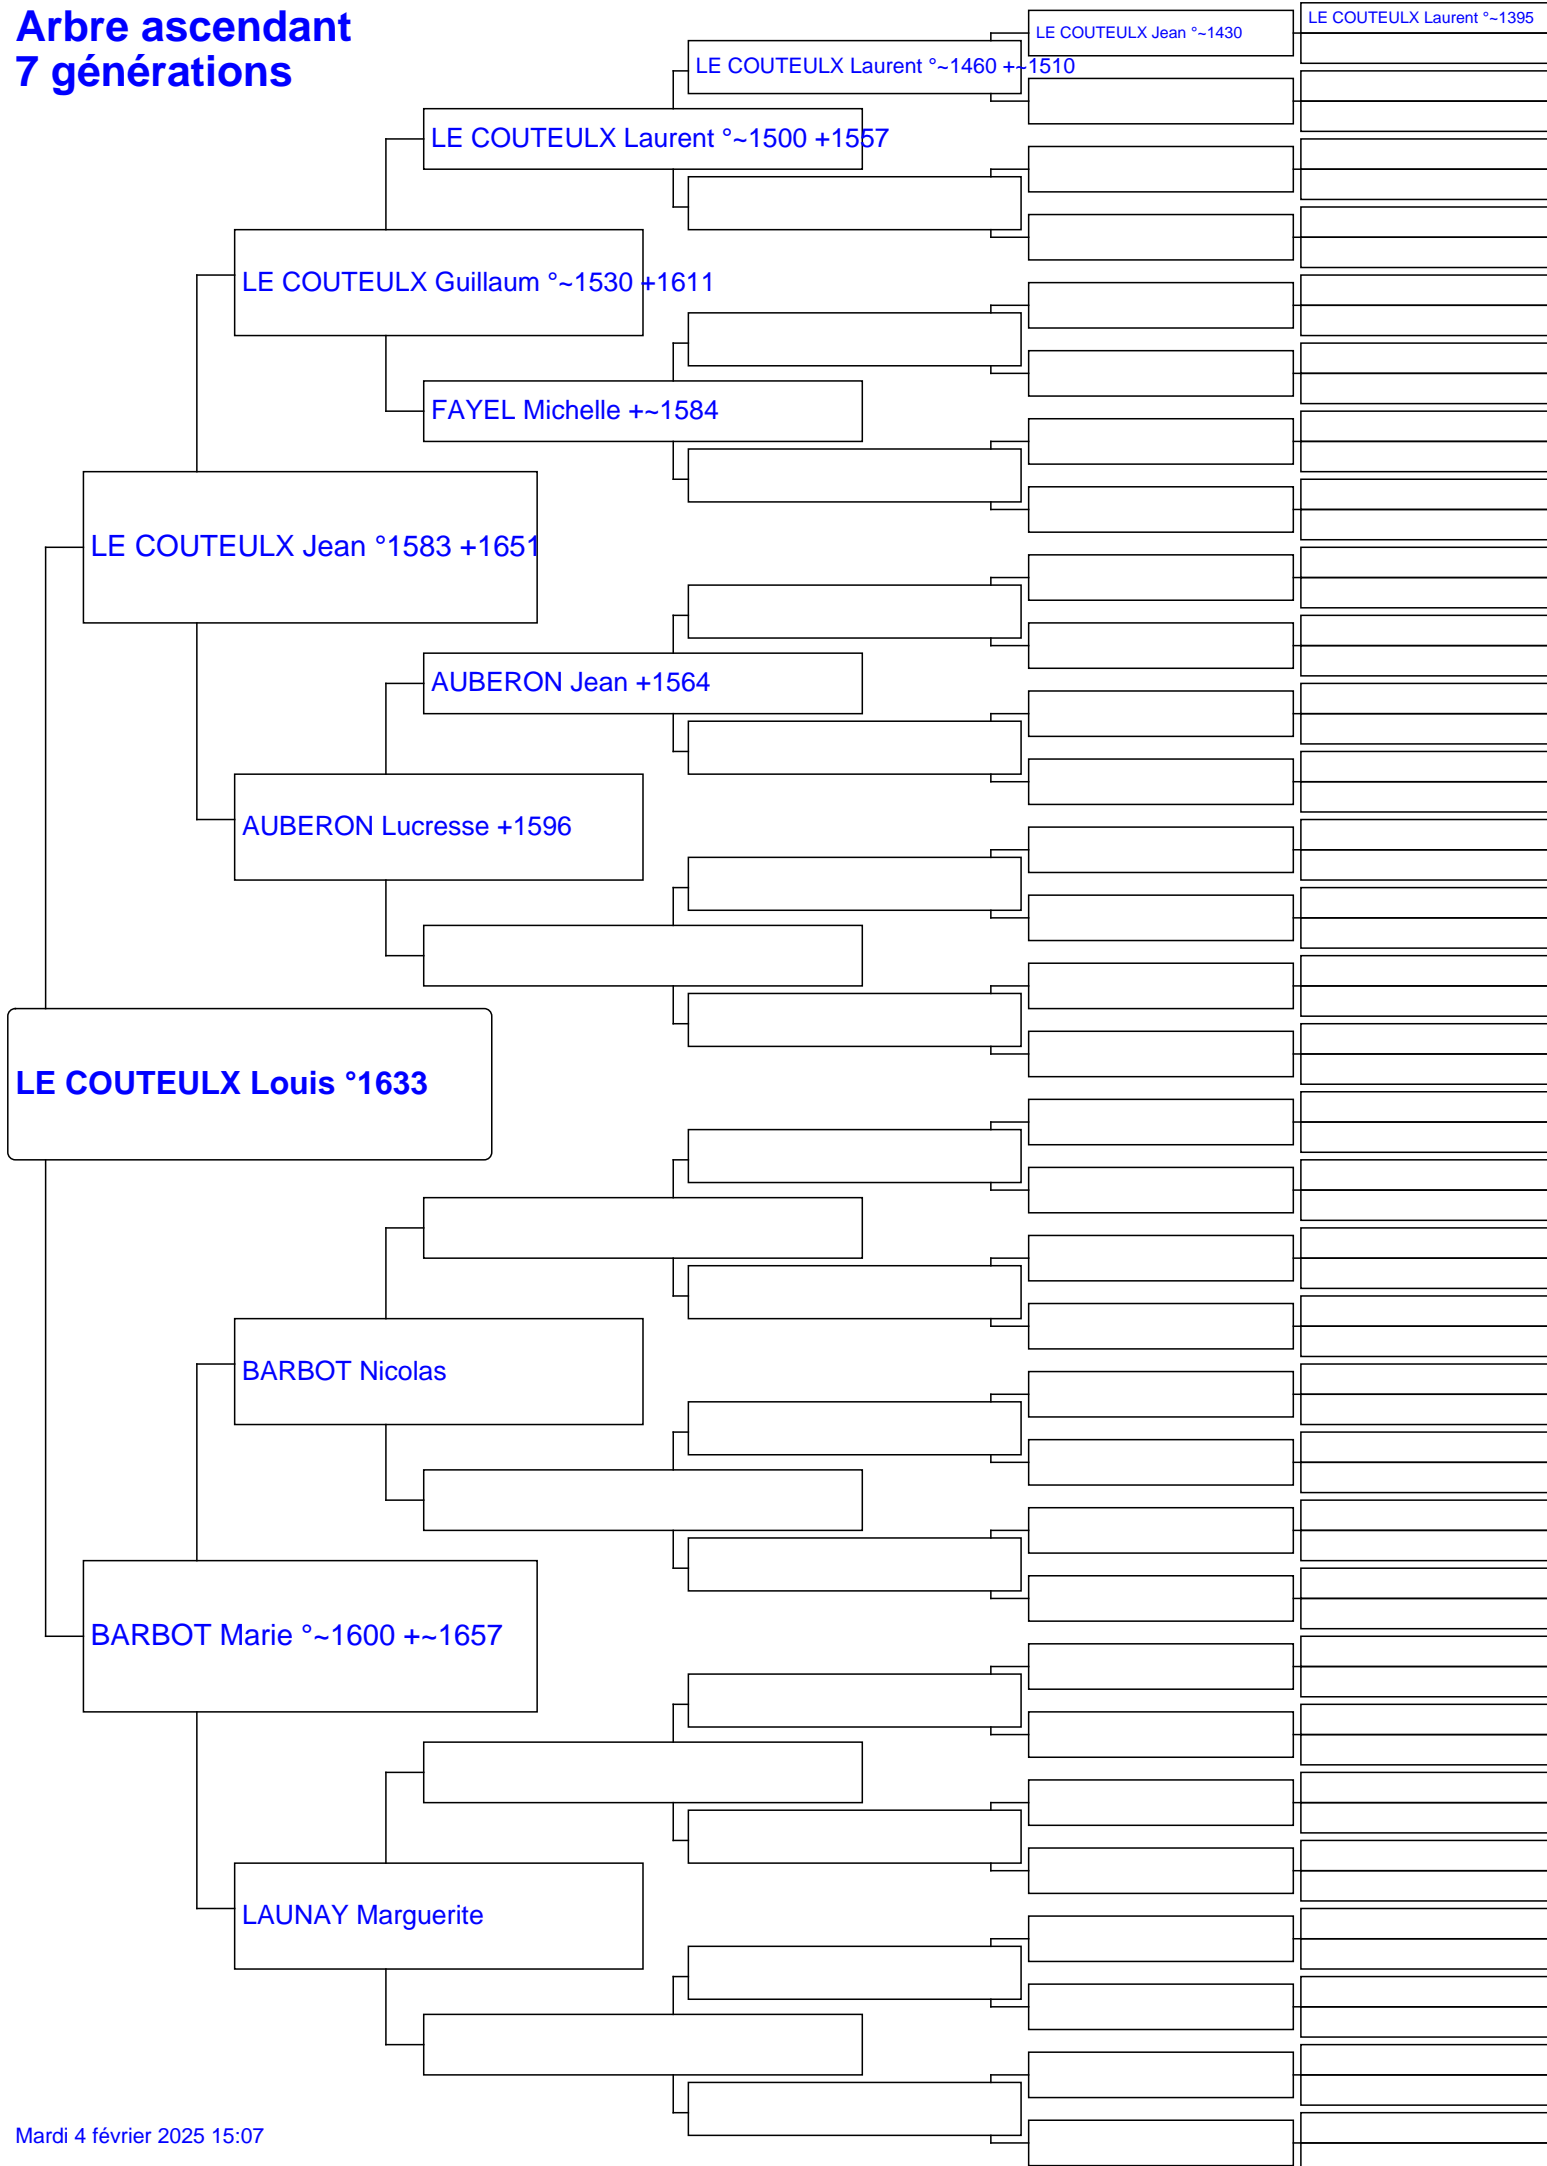 Arbre ascendant
7 générations
LE COUTEULX Laurent °~1395
LE COUTEULX Jean °~1430
LE COUTEULX Laurent °~1460 +~1510
LE COUTEULX Laurent °~1500 +1557
LE COUTEULX Guillaum °~1530 +1611
FAYEL Michelle +~1584
LE COUTEULX Jean °1583 +1651
AUBERON Jean +1564
AUBERON Lucresse +1596
LE COUTEULX Louis °1633
BARBOT Nicolas
BARBOT Marie °~1600 +~1657
LAUNAY Marguerite
Mardi 4 février 2025 15:07